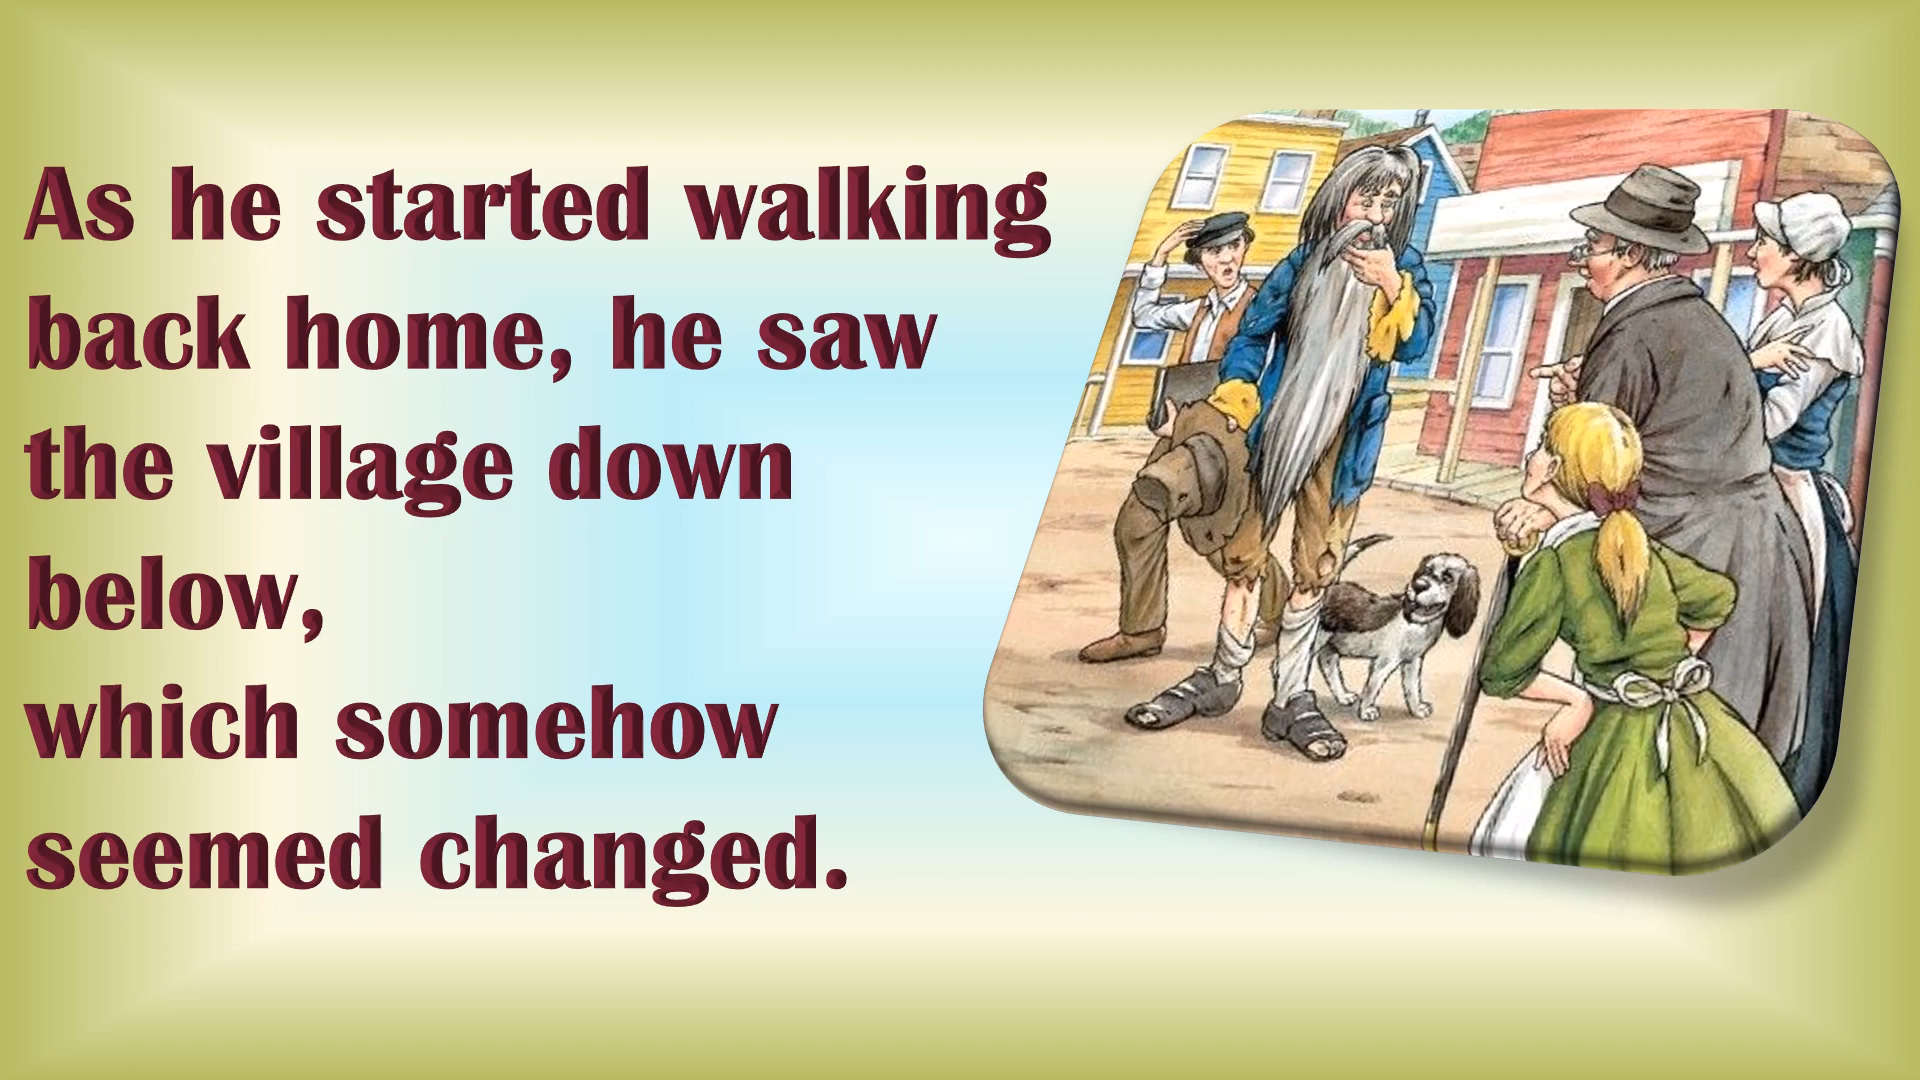 As he started walking
back home, he saw
the village down
below,
which somehow
seemed changed.